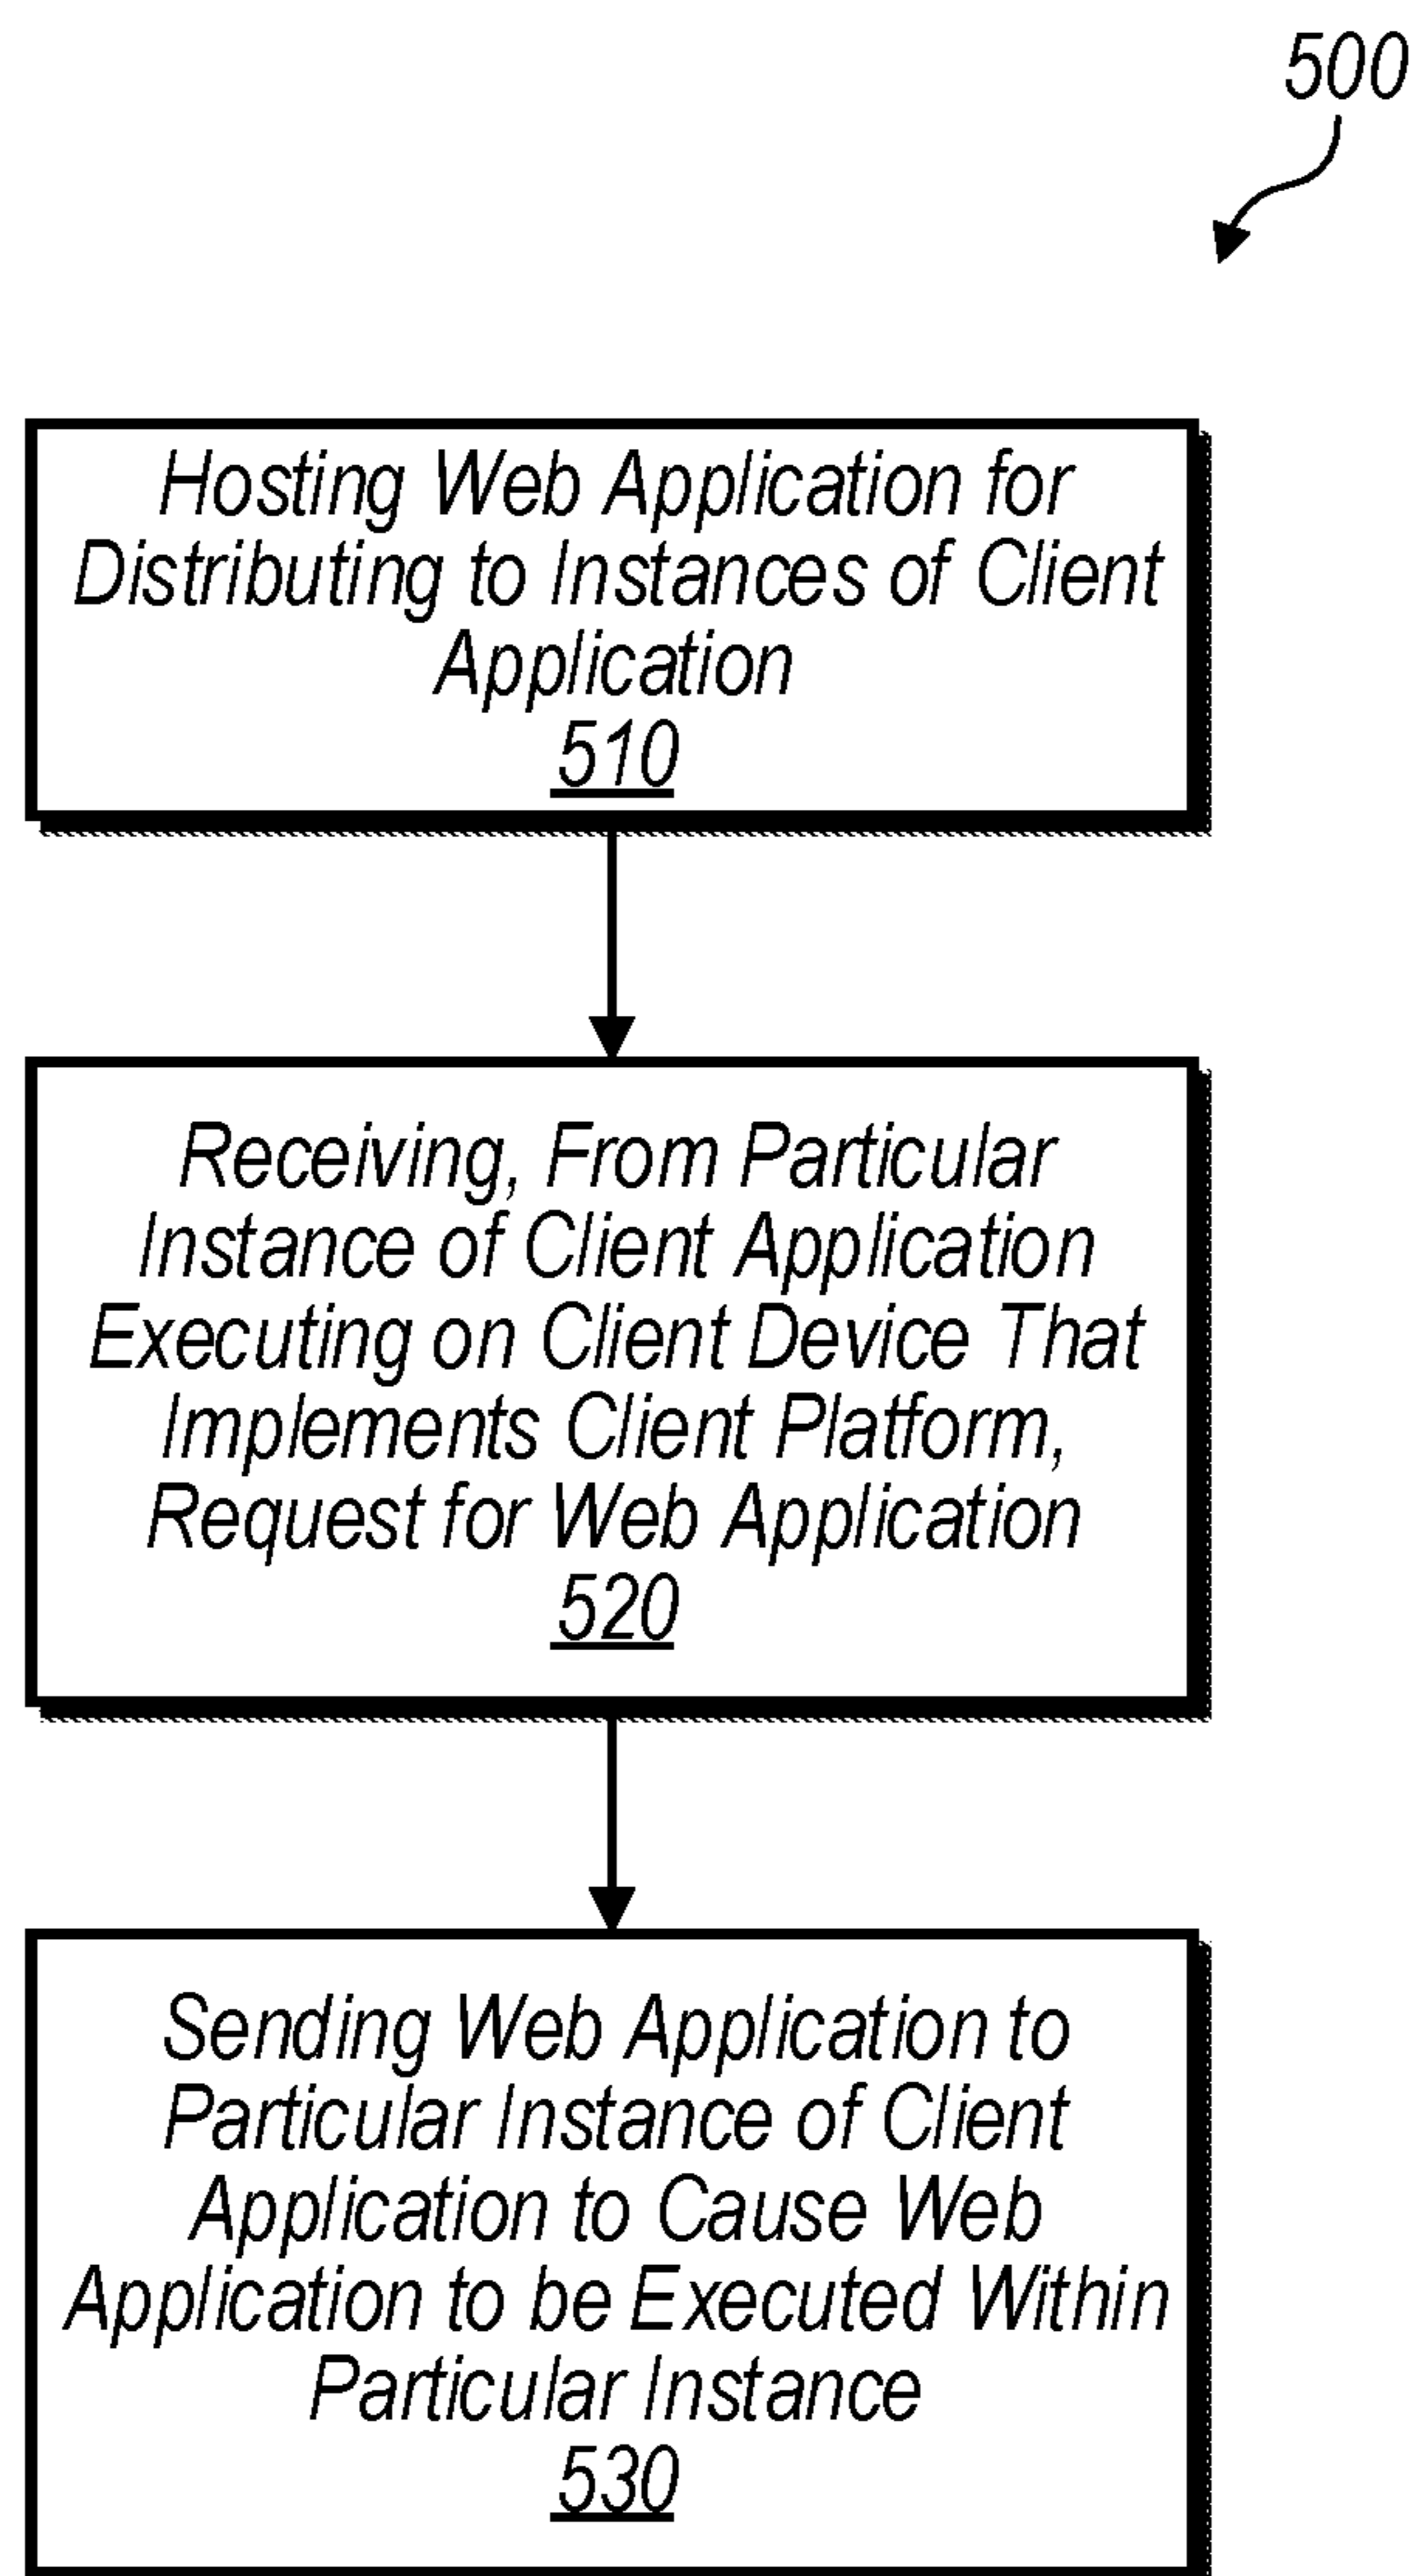 500
Hosting Web Application for
Distributing to Instances of Client
Application
510
Receiving, From Particular
Instance of Client Application
Executing on Client Device That
Implements Client Platform,
Request for Web Application
520
Sending Web Application to
Particular Instance of Client
Application to Cause Web
Application to be Executed Within
Particular Instance
530